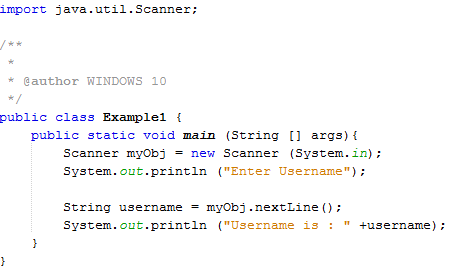 import java.util.Scanner;
/**
*
* @author WINDOWS 10
*/
public class Example1 {
public static void main (String [] args){
Scanner myObj = new Scanner (System.in);
System.out.println ("Enter Username");
String username = myObj.nextLine();
System.out.println ("Username is : " +username);
}
}